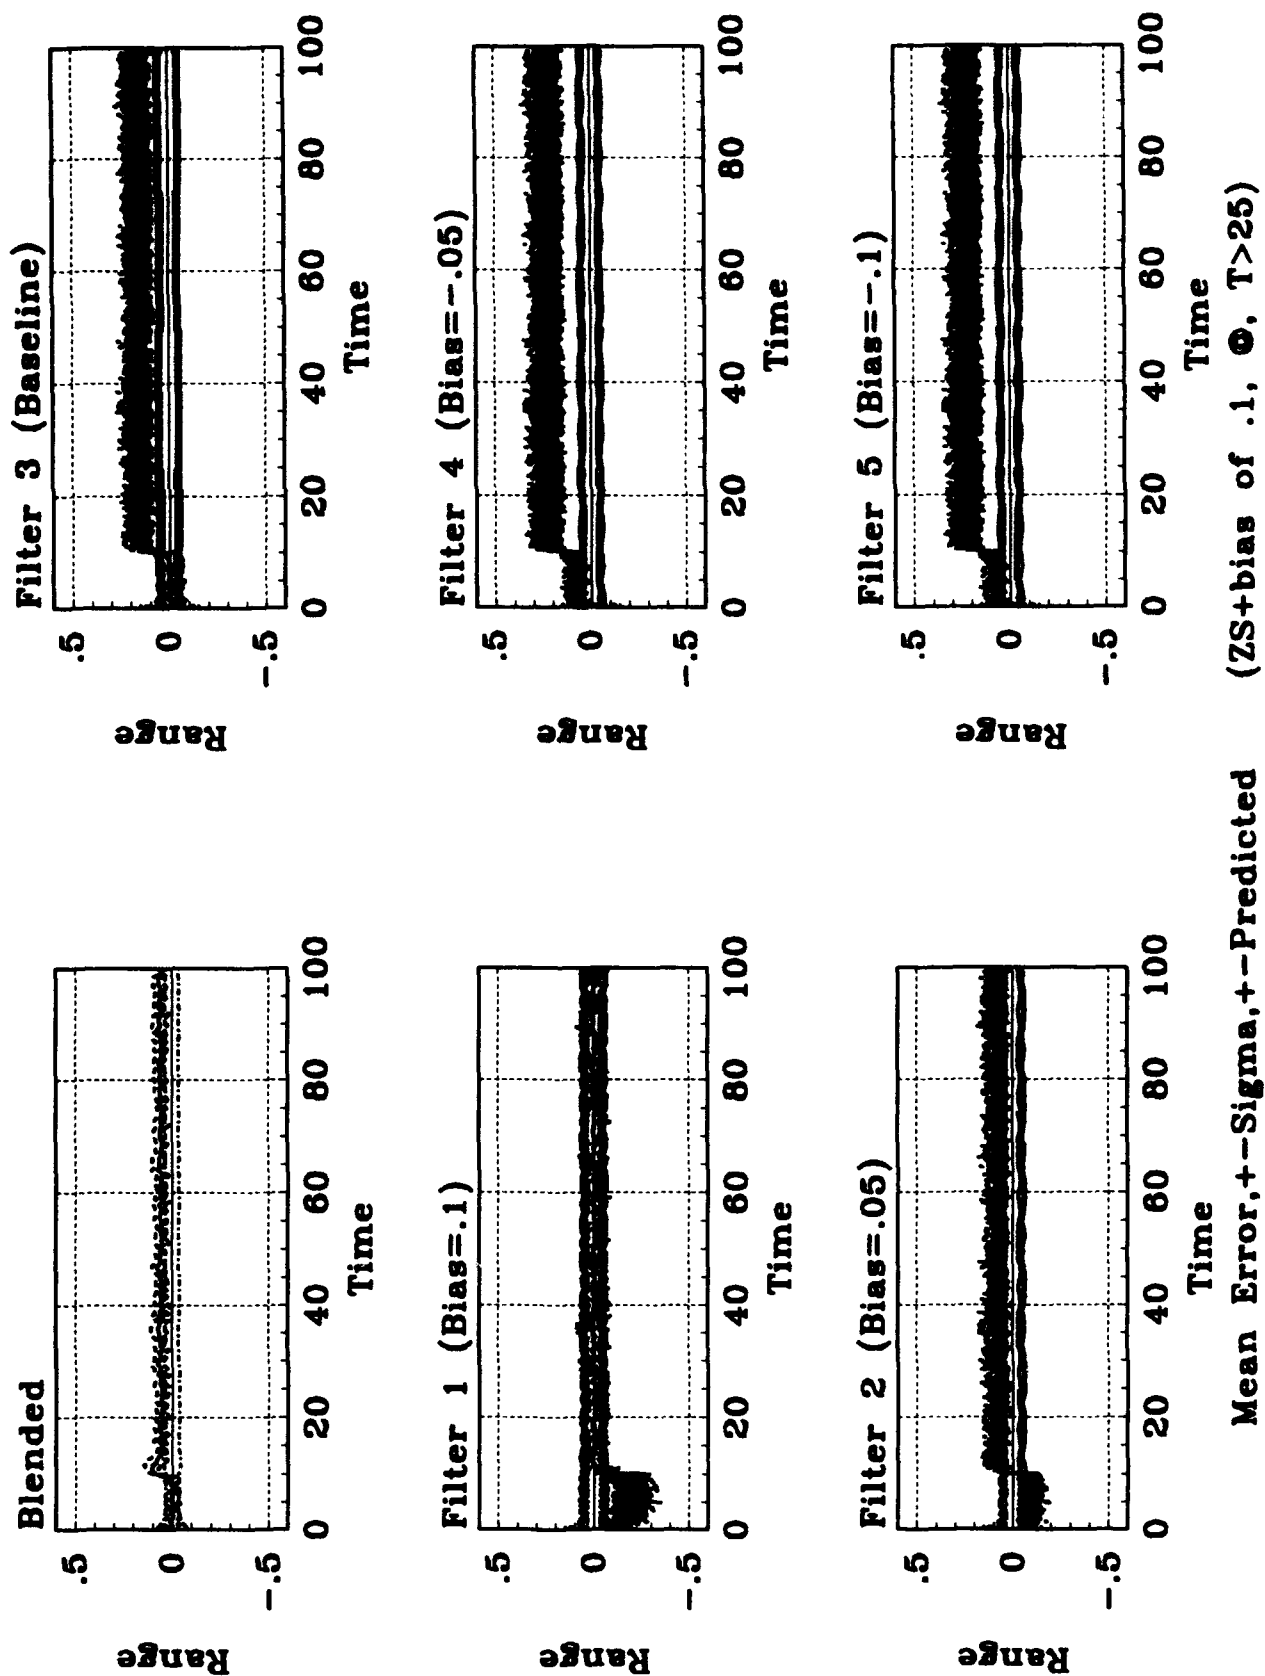 Blended
Range
.5
0
-.5
0 20 40 60 80 100
Time
Filter 3 (Baseline)
Range
.5
0
-.5
0 20 40 60 80 100
Time
Filter 1 (Bias=.1)
Range
.5
0
-.5
0 20 40 60 80 100
Time
Filter 4 (Bias=-.05)
Range
.5
0
-.5
0 20 40 60 80 100
Time
Filter 2 (Bias=.05)
Range
.5
0
-.5
0 20 40 60 80 100
Time
Filter 5 (Bias=-.1)
Range
.5
0
-.5
0 20 40 60 80 100
Time
Mean Error,+-Sigma,+-Predicted (ZS+bias of .1, @, T>25)